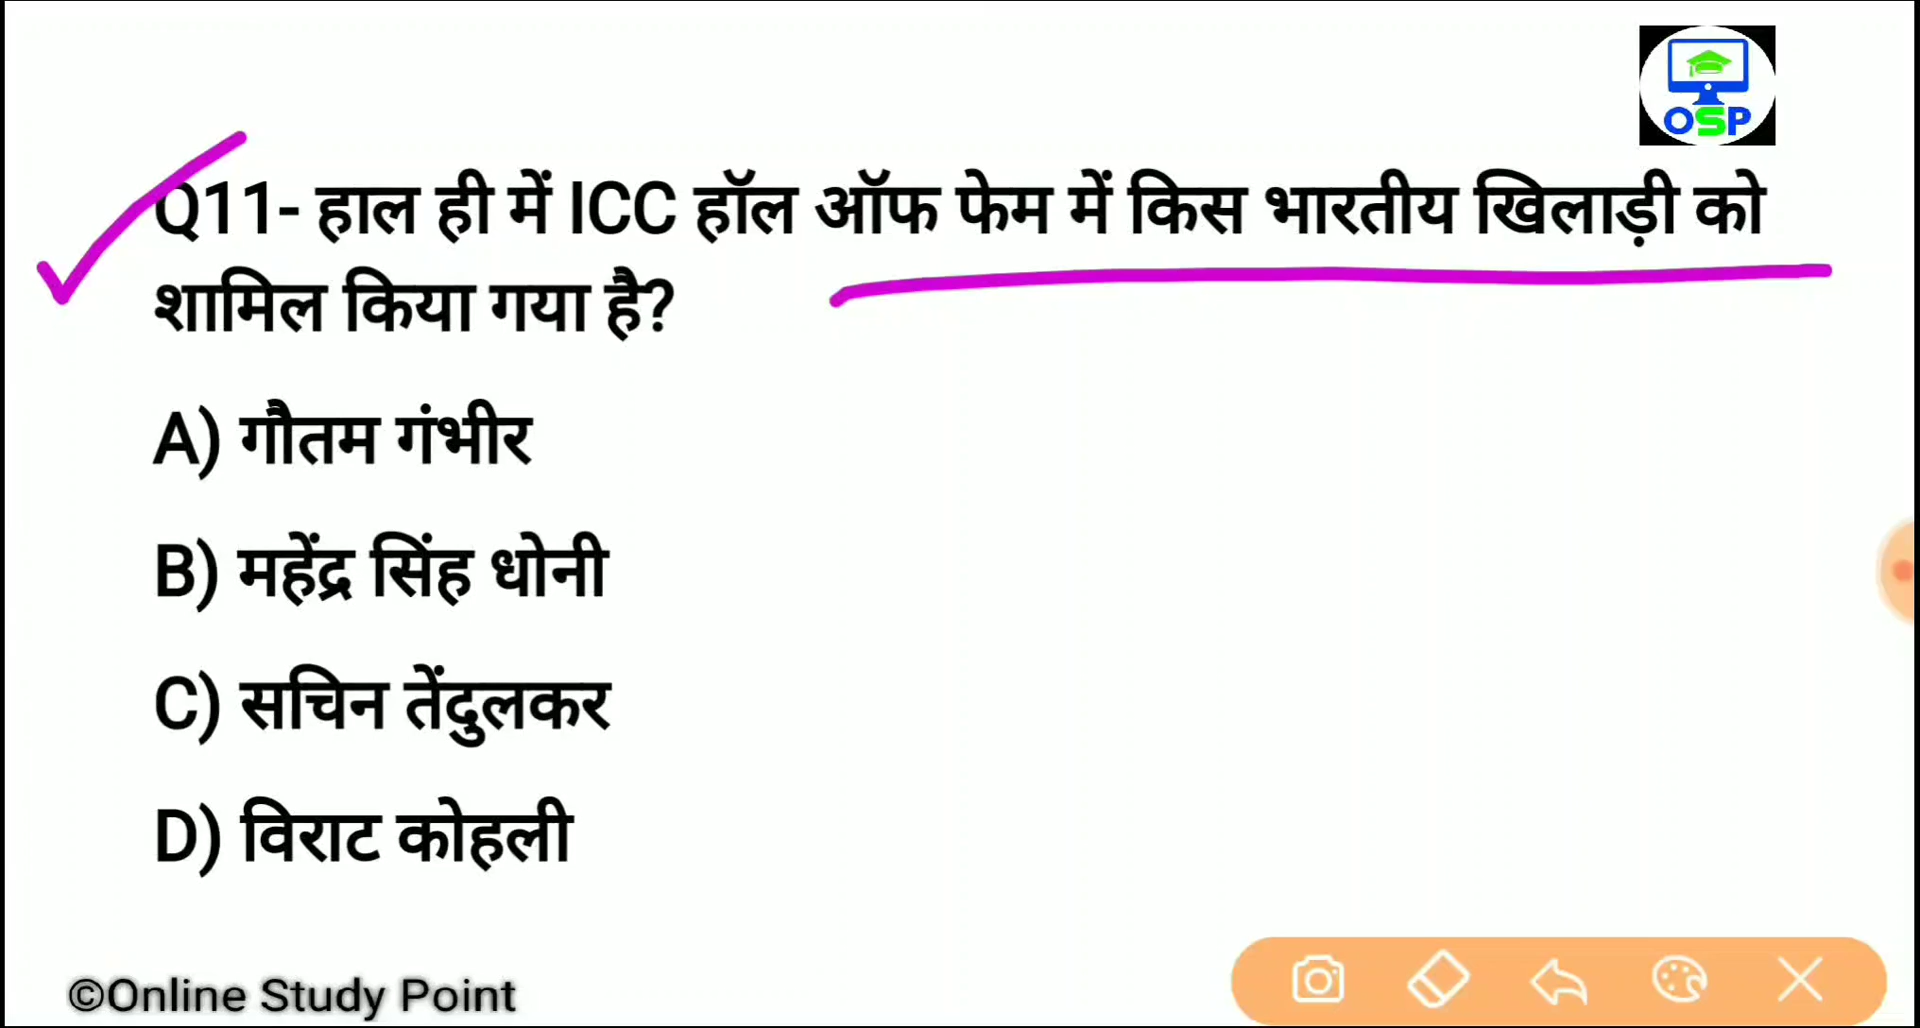 OSP
Q11- हाल ही में ICC हॉल ऑफ फेम में किस भारतीय खिलाड़ी को
शामिल किया गया है?
A) गौतम गंभीर
B) महेंद्र सिंह धोनी
C) सचिन तेंदुलकर
D) विराट कोहली
©Online Study Point